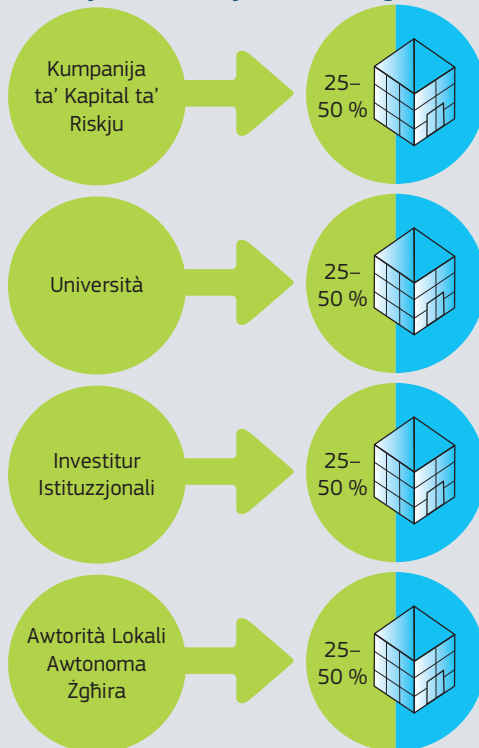 Kumpanija
ta’ Kapital ta’
Riskju
25–
50 %
Università
25–
50 %
Investitur
Istituzzjonali
25–
50 %
Awtorità Lokali
Awtonoma
Żgħira
25–
50 %